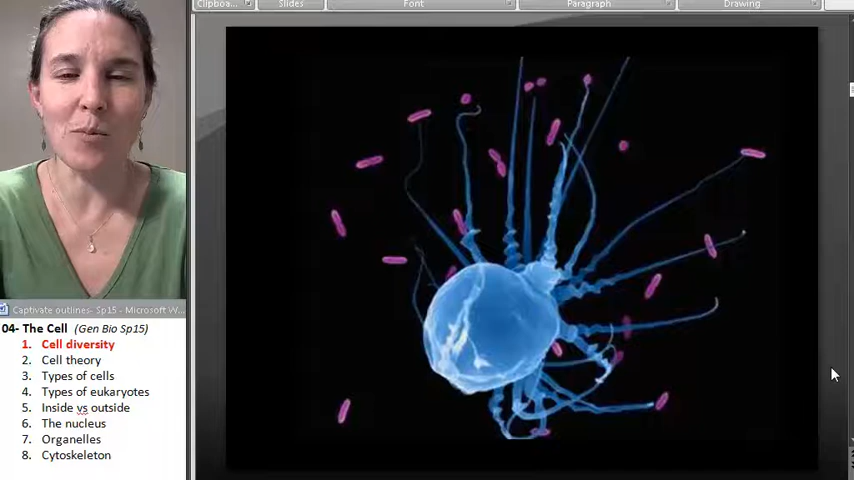 Clipboa...
Slides
Font
Paragraph
Drawing
Captivate outlines- Sp15 - Microsoft W...
04- The Cell (Gen Bio Sp15)
1. Cell diversity
2. Cell theory
3. Types of cells
4. Types of eukaryotes
5. Inside vs outside
6. The nucleus
7. Organelles
8. Cytoskeleton